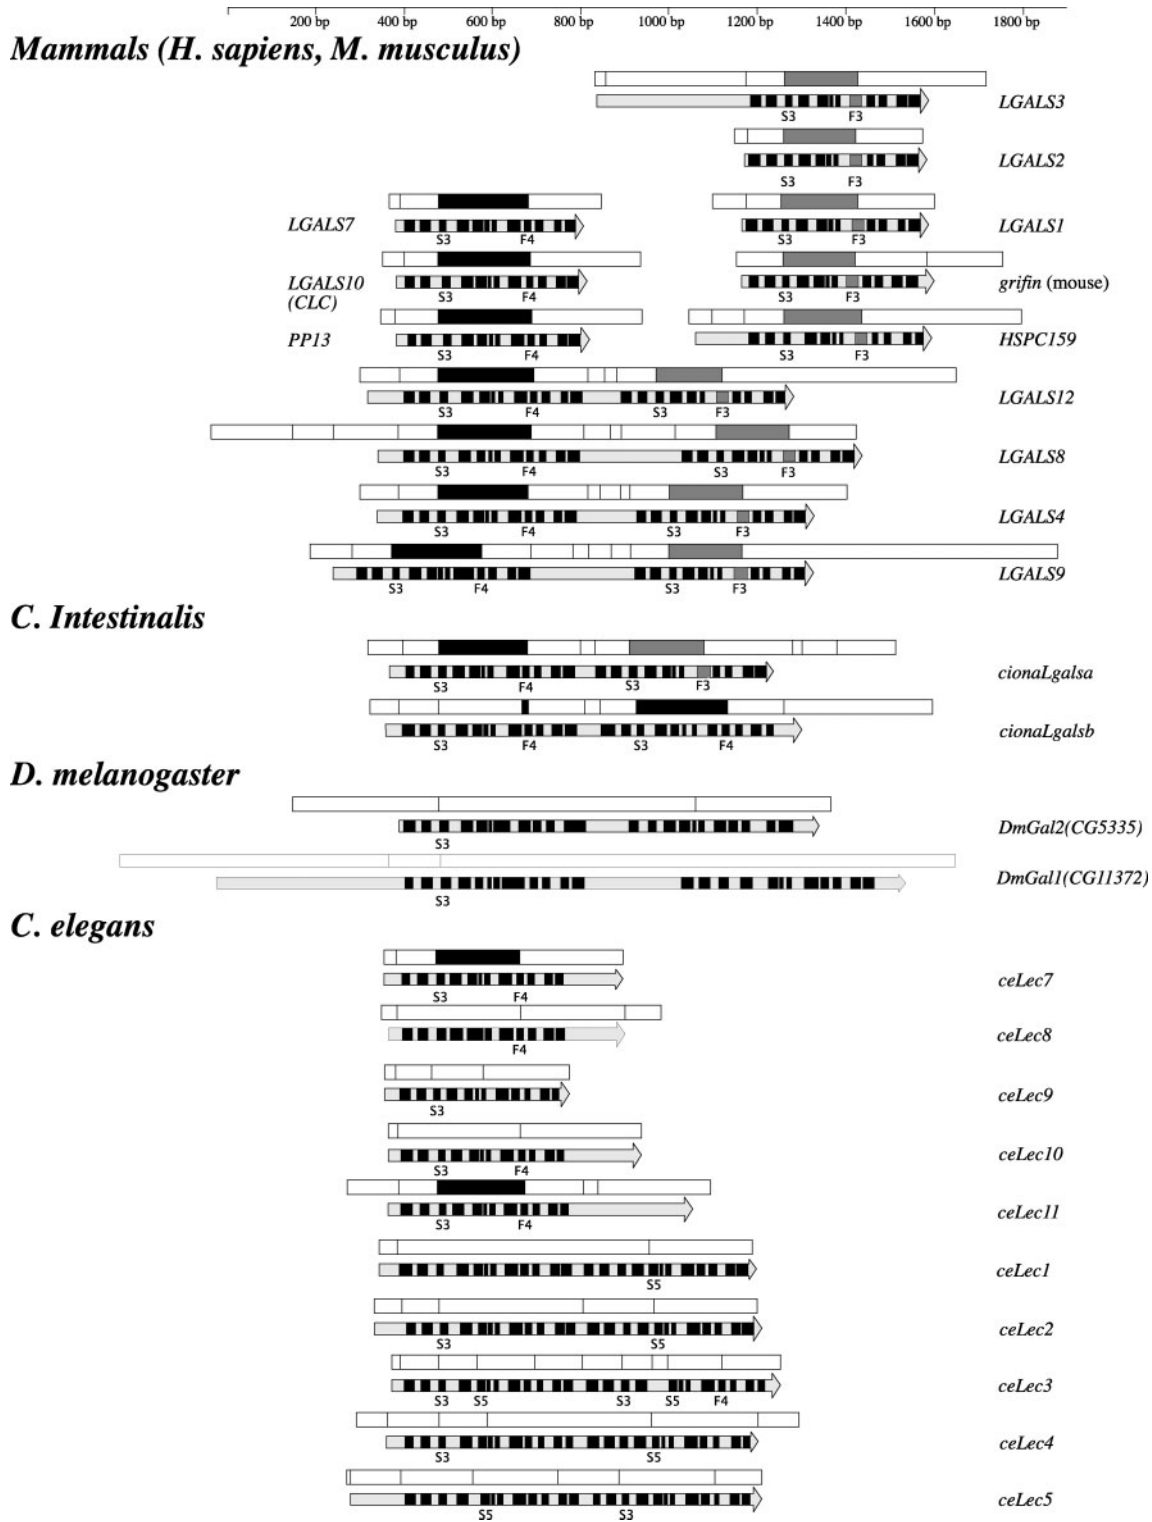 200 bp 400 bp 600 bp 800 bp 1000 bp 1200 bp 1400 bp 1600 bp 1800 bp
Mammals (H. sapiens, M. musculus)
LGALS3
S3 F3
LGALS2
S3 F3
LGALS7 LGALS1
S3 F4 S3 F3
LGALS10 grifin (mouse)
(CLC) S3 F4 S3 F3
PP13 HSPC159
S3 F4 S3 F3
LGALS12
S3 F4 S3 F3
LGALS8
S3 F4 S3 F3
LGALS4
S3 F4 S3 F3
LGALS9
S3 F4 S3 F3
C. Intestinalis
cionaLgalsa
S3 F4 S3 F3
cionaLgalsb
S3 F4 S3 F4
D. melanogaster
DmGal2(CG5335)
S3
DmGal1(CG11372)
S3
C. elegans
ceLec7
S3 F4
ceLec8
F4
ceLec9
S3
ceLec10
S3 F4
ceLec11
S3 F4
ceLec1
S5
ceLec2
S3 S5
ceLec3
S3 S5 S3 S5 F4
ceLec4
S3 S5
ceLec5
S5 S3